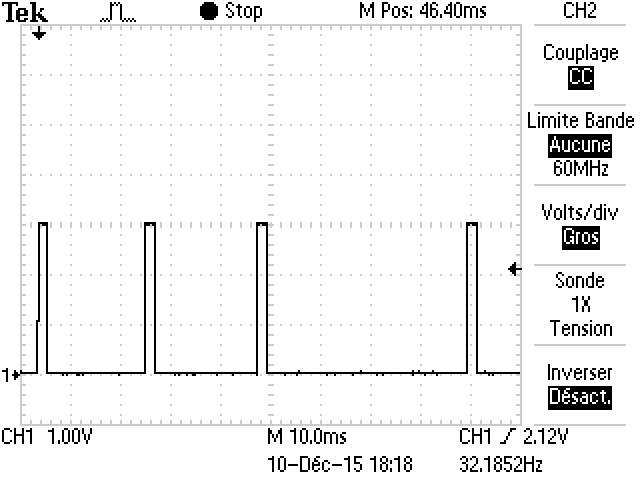 Tek Stop M Pos: 46.40ms CH2
Couplage
CC
Limite Bande
Aucune
60MHz
Volts/div
Gros
Sonde
1X
Tension
1
Inverser
Désact.
CH1 1.00V M 10.0ms CH1 2.12V
10-Déc-15 18:18 32.1852Hz